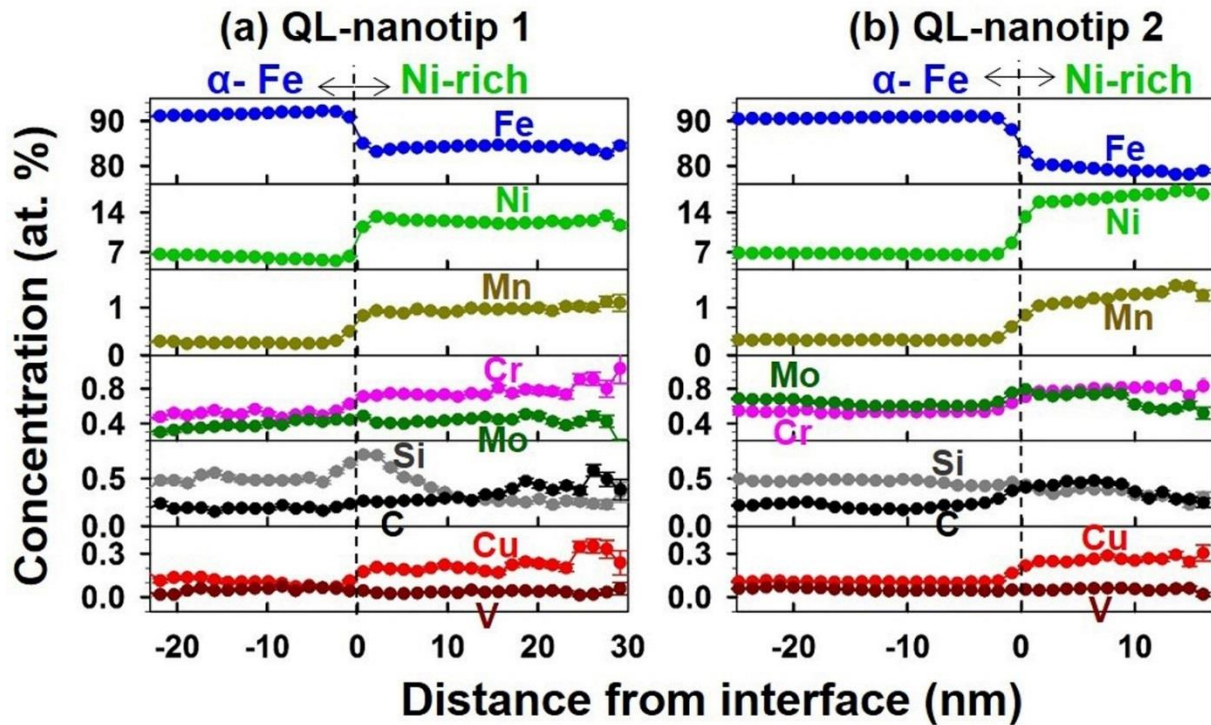 (a) QL-nanotip 1
α- Fe
Ni-rich
Fe
90
80
Ni
14
7
Mn
1
0
Cr
0.8
0.4
Mo
Si
0.5
0.0
C
Cu
0.3
0.0
V
-20
-10
0
10
20
30
(b) QL-nanotip 2
α- Fe
Ni-rich
90
80
Fe
14
7
Ni
1
0
Mn
Mo
0.8
0.4
Cr
Si
0.5
0.0
C
Cu
0.3
0.0
V
-20
-10
0
10
Concentration (at. %)
Distance from interface (nm)